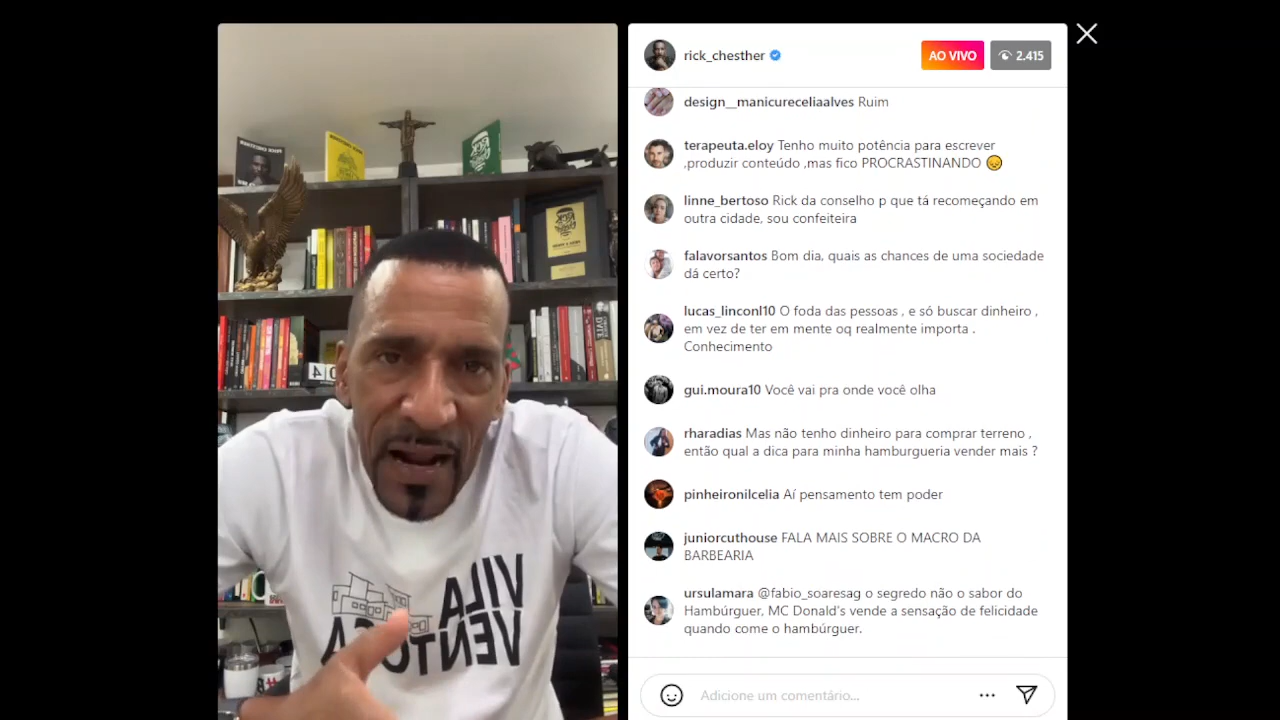 rick_chesther
AO VIVO
2.415
design__manicureceliaalves Ruim
terapeuta.eloy Tenho muito potência para escrever
,produzir conteúdo ,mas fico PROCRASTINANDO 😞
linne_bertoso Rick da conselho p que tá recomeçando em
outra cidade, sou confeiteira
falavorsantos Bom dia, quais as chances de uma sociedade
dá certo?
lucas_linconl10 O foda das pessoas , e só buscar dinheiro ,
em vez de ter em mente oq realmente importa .
Conhecimento
gui.moura10 Você vai pra onde você olha
rharadias Mas não tenho dinheiro para comprar terreno ,
então qual a dica para minha hamburgueria vender mais ?
pinheironilcelia Aí pensamento tem poder
juniorcuthouse FALA MAIS SOBRE O MACRO DA
BARBEARIA
ursulamara @fabio_soaresag o segredo não o sabor do
Hambúrguer, MC Donald's vende a sensação de felicidade
quando come o hambúrguer.
Adicione um comentário...
VILA
VENTOSA